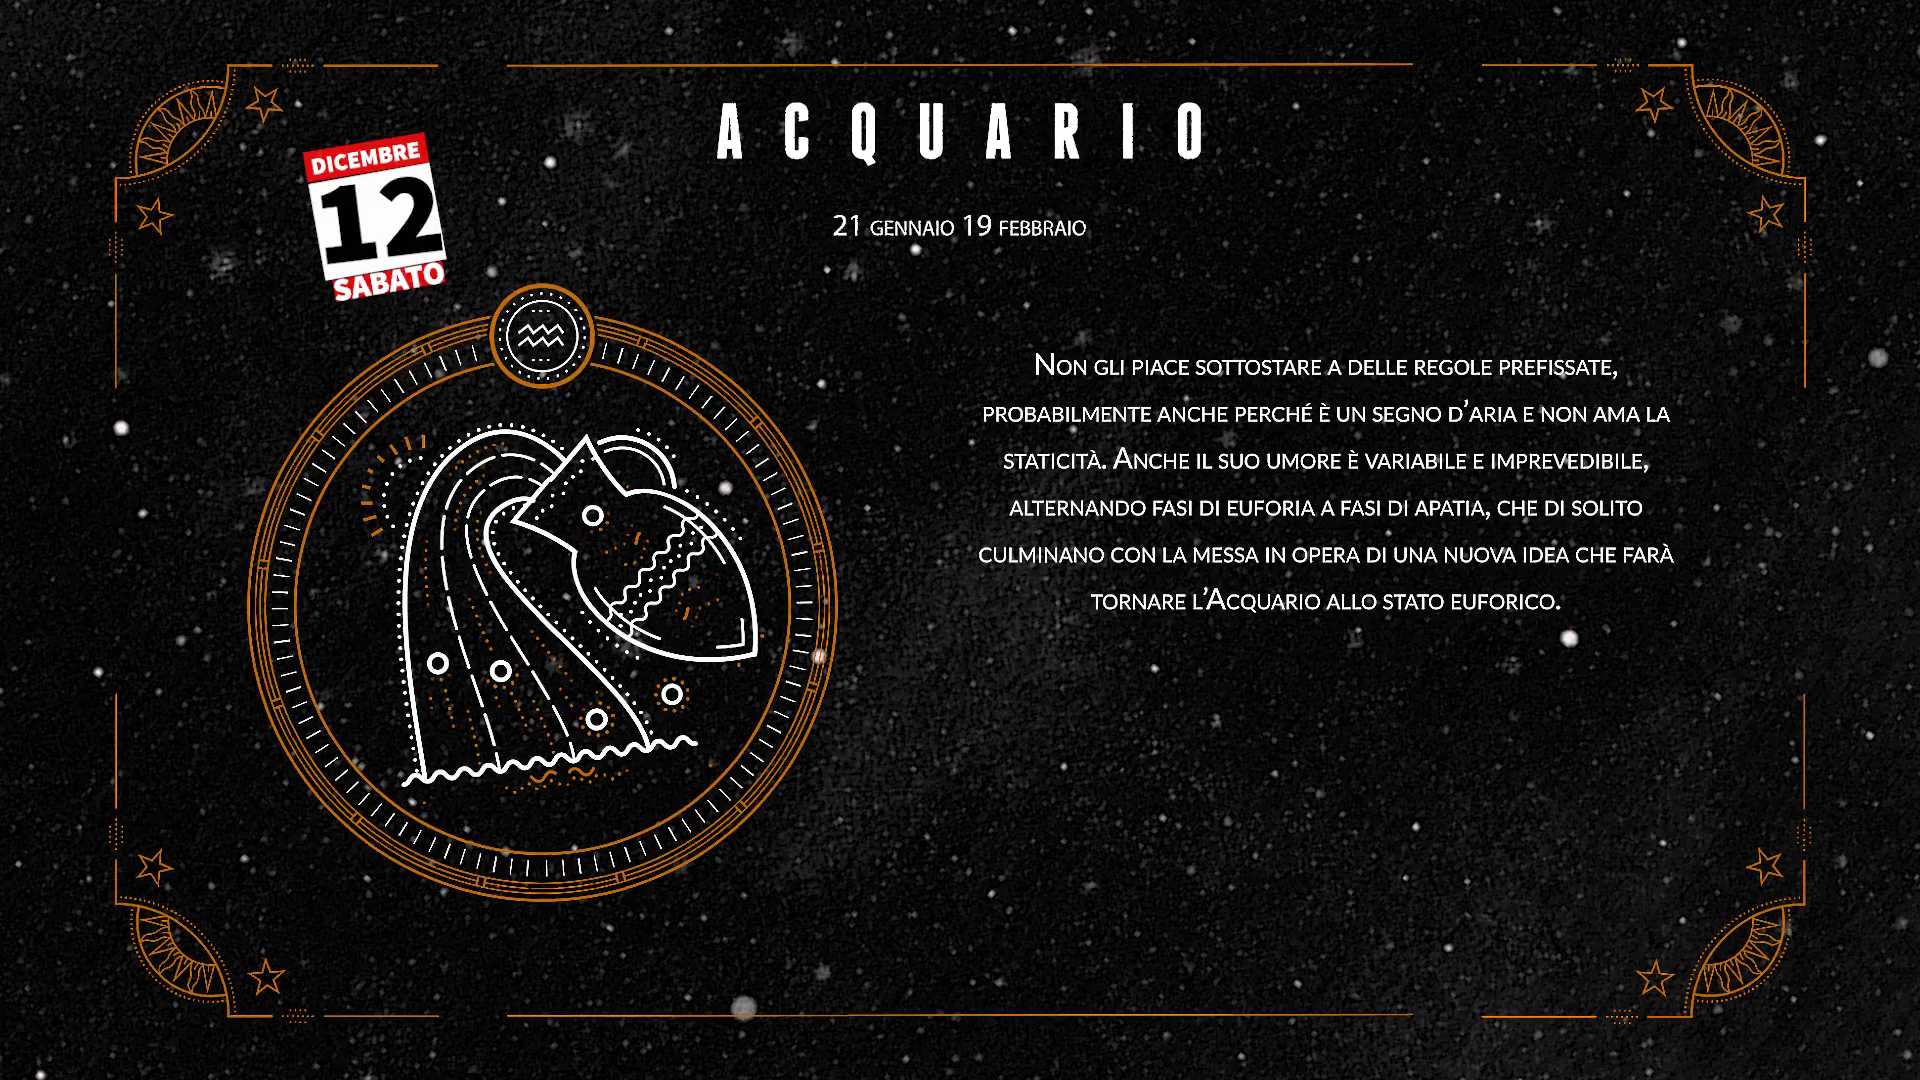 ACQUARIO
DICEMBRE
12
SABATO
21 GENNAIO 19 FEBBRAIO
NON GLI PIACE SOTTOSTARE A DELLE REGOLE PREFISSATE,
PROBABILMENTE ANCHE PERCHÉ È UN SEGNO D'ARIA E NON AMA LA
STATICITÀ. ANCHE IL SUO UMORE È VARIABILE E IMPREVEDIBILE,
ALTERNANDO FASI DI EUFORIA A FASI DI APATIA, CHE DI SOLITO
CULMINANO CON LA MESSA IN OPERA DI UNA NUOVA IDEA CHE FARÀ
TORNARE L'ACQUARIO ALLO STATO EUFORICO.